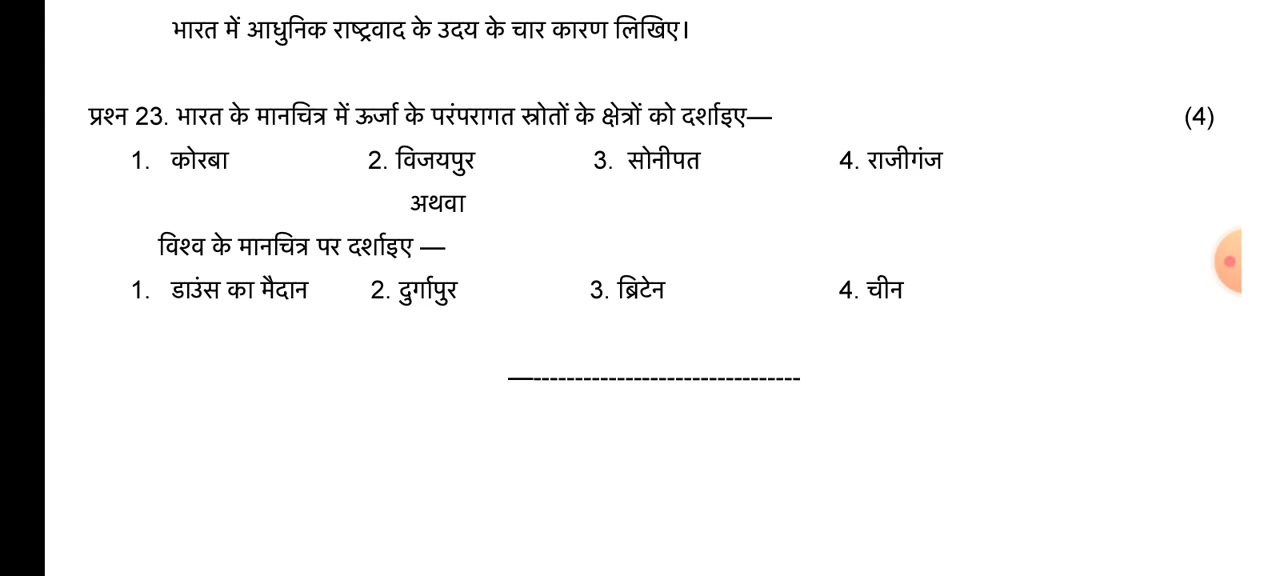 भारत में आधुनिक राष्ट्रवाद के उदय के चार कारण लिखिए।
प्रश्न 23. भारत के मानचित्र में ऊर्जा के परंपरागत स्रोतों के क्षेत्रों को दर्शाइए— (4)
1. कोरबा 2. विजयपुर 3. सोनीपत 4. राजीगंज
अथवा
विश्व के मानचित्र पर दर्शाइए —
1. डाउंस का मैदान 2. दुर्गापुर 3. ब्रिटेन 4. चीन
—--------------------------------